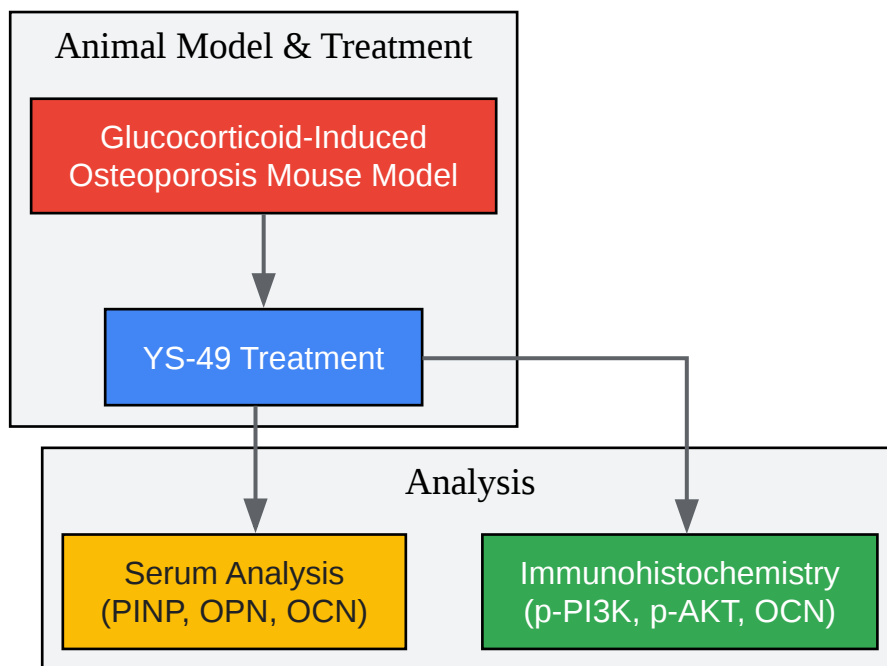 Animal Model & Treatment
Glucocorticoid-Induced
Osteoporosis Mouse Model
YS-49 Treatment
Analysis
Serum Analysis
(PINP, OPN, OCN)
Immunohistochemistry
(p-PI3K, p-AKT, OCN)